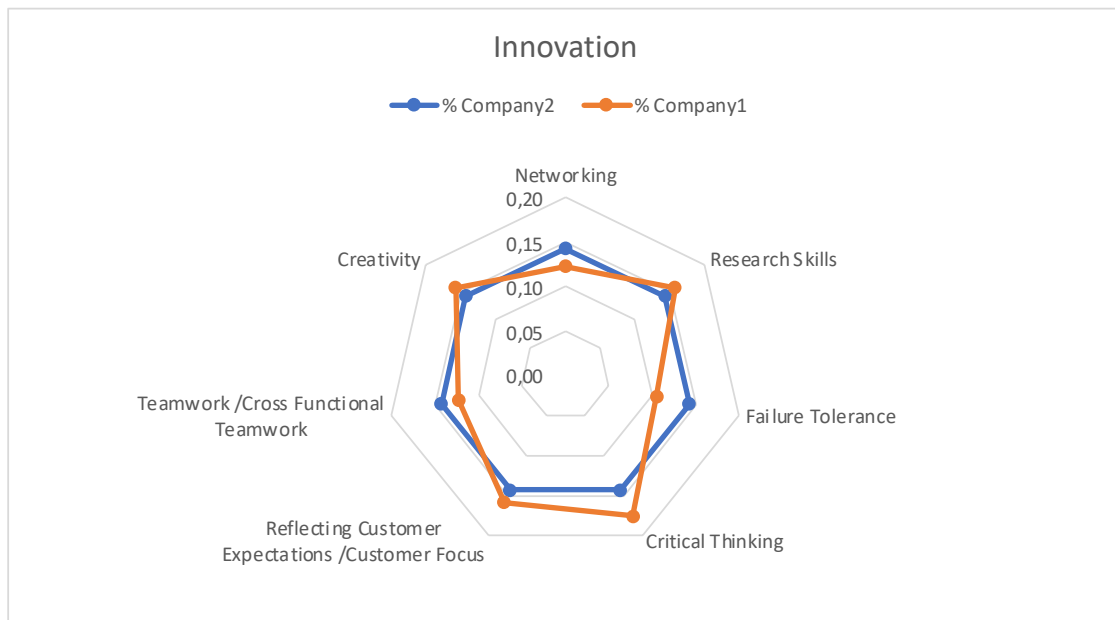 Innovation
% Company2 % Company1
Networking
0,20
0,15
0,10
0,05
0,00
Research Skills
Failure Tolerance
Critical Thinking
Reflecting Customer
Expectations /Customer Focus
Teamwork /Cross Functional
Teamwork
Creativity